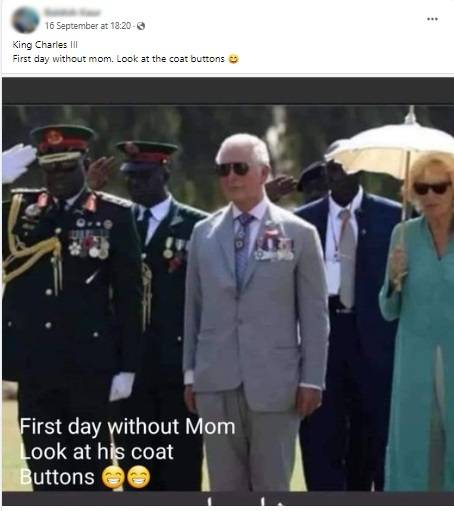 16 September at 18:20 ·
King Charles III
First day without mom. Look at the coat buttons 😄
First day without Mom
Look at his coat
Buttons 😁😁